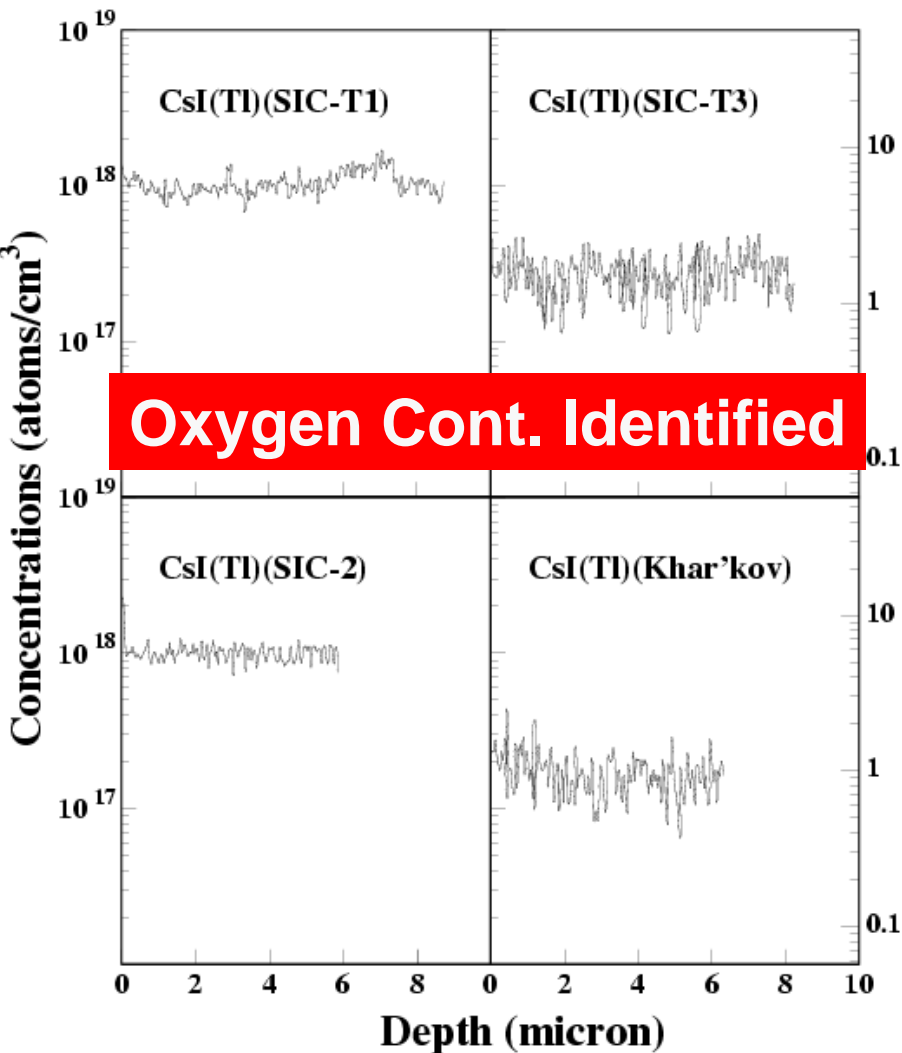 10 19
CsI(Tl)(SIC-T1)
CsI(Tl)(SIC-T3)
10
10 18
1
10 17
Oxygen Cont. Identified
0.1
10 19
CsI(Tl)(SIC-2)
CsI(Tl)(Khar'kov)
10
10 18
1
10 17
0.1
0 2 4 6 8 0 2 4 6 8 10
Depth (micron)
Concentrations (atoms/cm3)